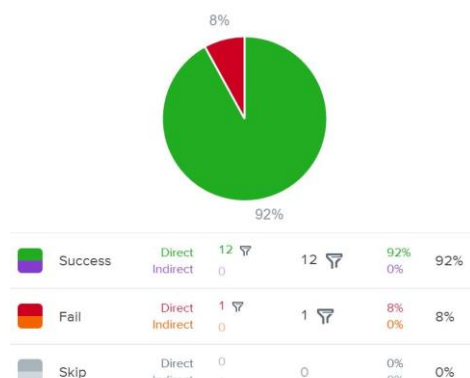 8%
92%
Success Direct 12 12 92% 92%
Indirect 0 0%
Fail Direct 1 1 8% 8%
Indirect 0 0%
Skip Direct 0 0 0% 0%